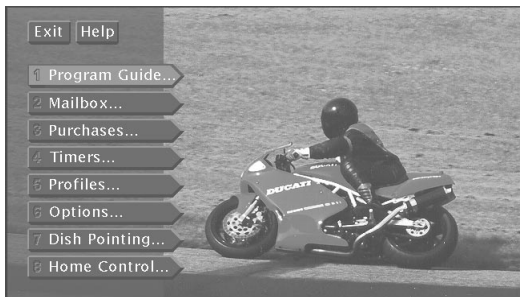 Exit Help
1 Program Guide...
2 Mailbox...
3 Purchases...
4 Timers...
5 Profiles...
6 Options...
7 Dish Pointing...
8 Home Control...
DUCATI
DUCATI